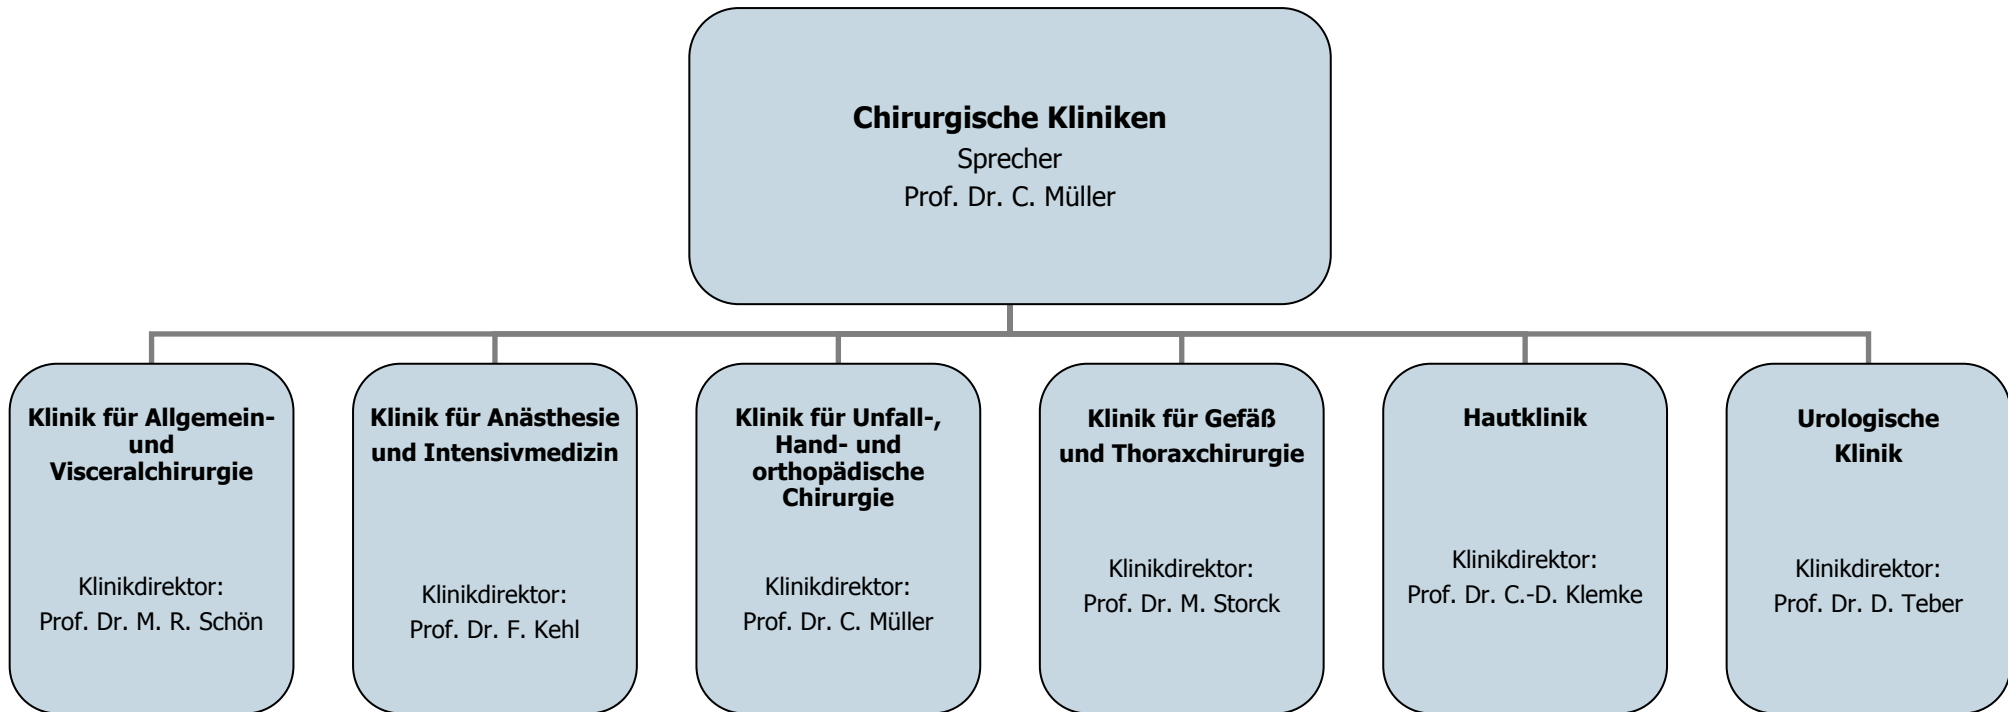 Chirurgische Kliniken
Sprecher
Prof. Dr. C. Müller
Klinik für Allgemein-
und
Visceralchirurgie
Klinikdirektor:
Prof. Dr. M. R. Schön
Klinik für Anästhesie
und Intensivmedizin
Klinikdirektor:
Prof. Dr. F. Kehl
Klinik für Unfall-,
Hand- und
orthopädische
Chirurgie
Klinikdirektor:
Prof. Dr. C. Müller
Klinik für Gefäß
und Thoraxchirurgie
Klinikdirektor:
Prof. Dr. M. Storck
Hautklinik
Klinikdirektor:
Prof. Dr. C.-D. Klemke
Urologische
Klinik
Klinikdirektor:
Prof. Dr. D. Teber